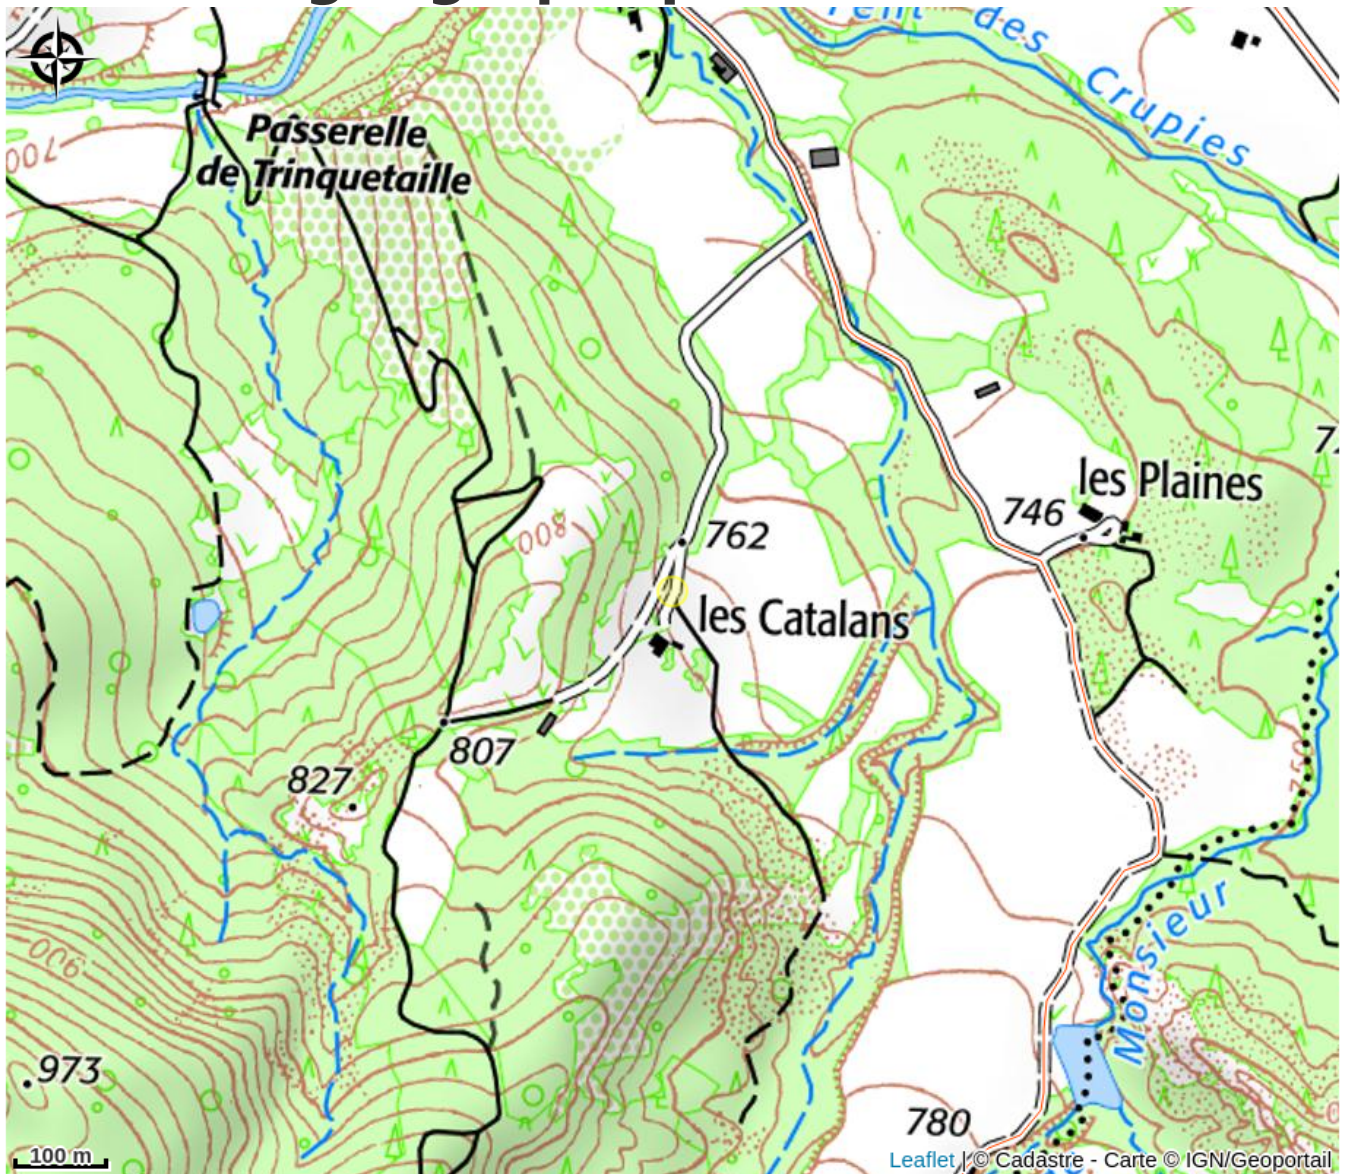 des
Crupies
Passerelle
de Trinquetaille
700
les Plaines
746
762
800
les Catalans
807
827
900
973
Monsieur
780
100 m
Leaflet | © Cadastre - Carte © IGN/Geoportail